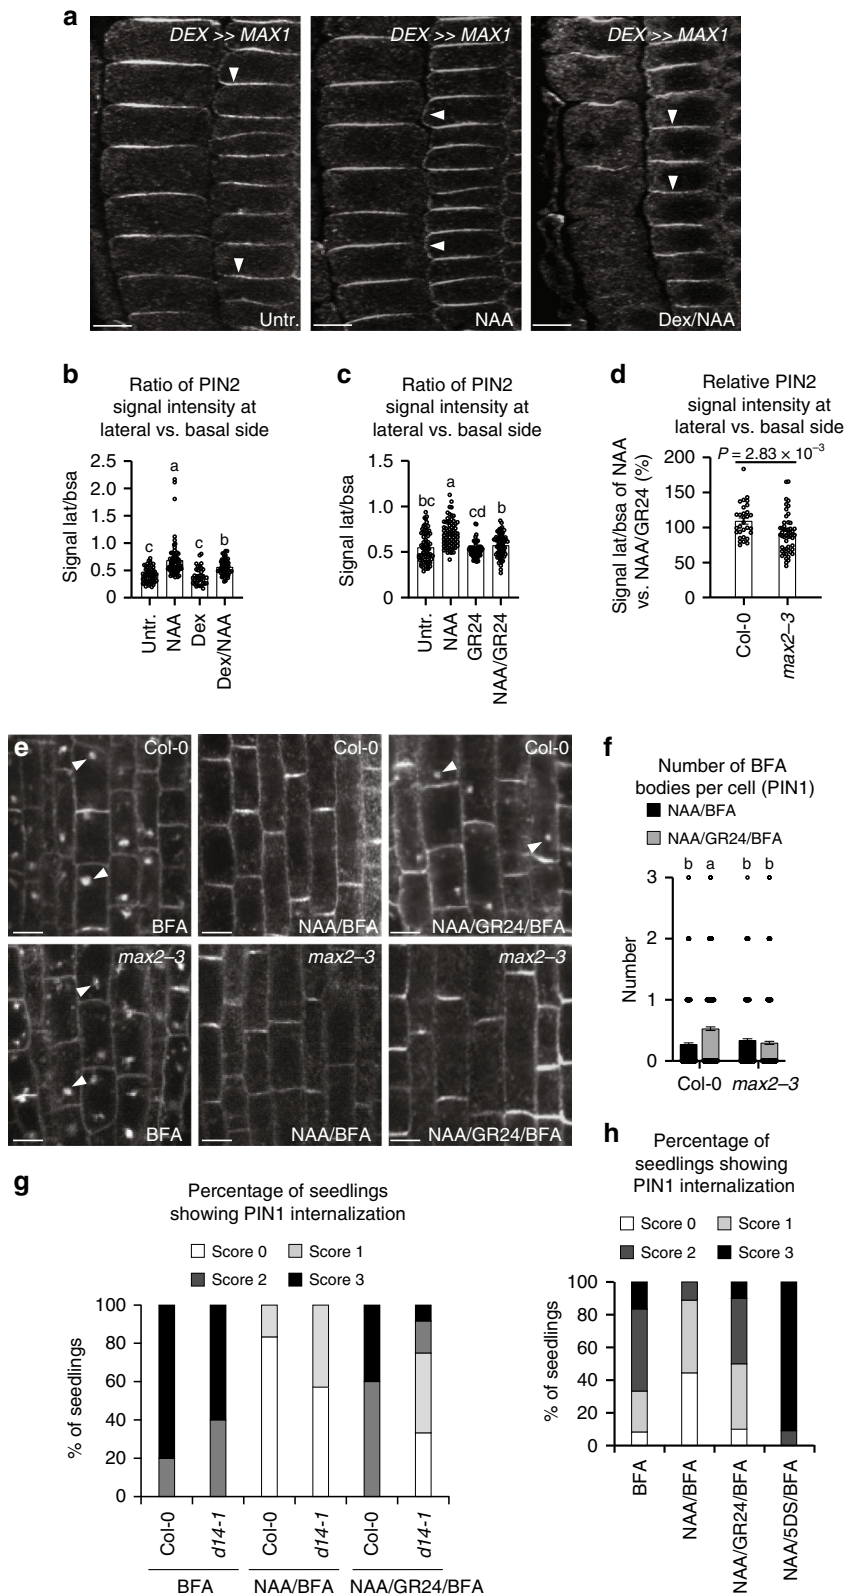 a
DEX >> MAX1
DEX >> MAX1
DEX >> MAX1
Untr.
NAA
Dex/NAA
b
Ratio of PIN2
signal intensity at
lateral vs. basal side
Signal lat/bsa
2.5
2.0
1.5
1.0
0.5
0
c
a
c
b
Untr.
NAA
Dex
Dex/NAA
c
Ratio of PIN2
signal intensity at
lateral vs. basal side
Signal lat/bsa
1.5
1.0
0.5
0
bc
a
cd
b
Untr.
NAA
GR24
NAA/GR24
d
Relative PIN2
signal intensity at
lateral vs. basal side
P = 2.83 × 10⁻³
Signal lat/bsa of NAA
vs. NAA/GR24 (%)
200
150
100
50
0
Col-0
max2–3
e
Col-0
Col-0
Col-0
BFA
NAA/BFA
NAA/GR24/BFA
max2–3
max2–3
max2–3
BFA
NAA/BFA
NAA/GR24/BFA
f
Number of BFA
bodies per cell (PIN1)
NAA/BFA
NAA/GR24/BFA
b
a
b
b
Number
3
2
1
0
Col-0
max2–3
g
Percentage of seedlings
showing PIN1 internalization
Score 0
Score 1
Score 2
Score 3
% of seedlings
100
80
60
40
20
0
Col-0
d14-1
Col-0
d14-1
Col-0
d14-1
BFA
NAA/BFA
NAA/GR24/BFA
h
Percentage of
seedlings showing
PIN1 internalization
Score 0
Score 1
Score 2
Score 3
% of seedlings
100
80
60
40
20
0
BFA
NAA/BFA
NAA/GR24/BFA
NAA/5DS/BFA